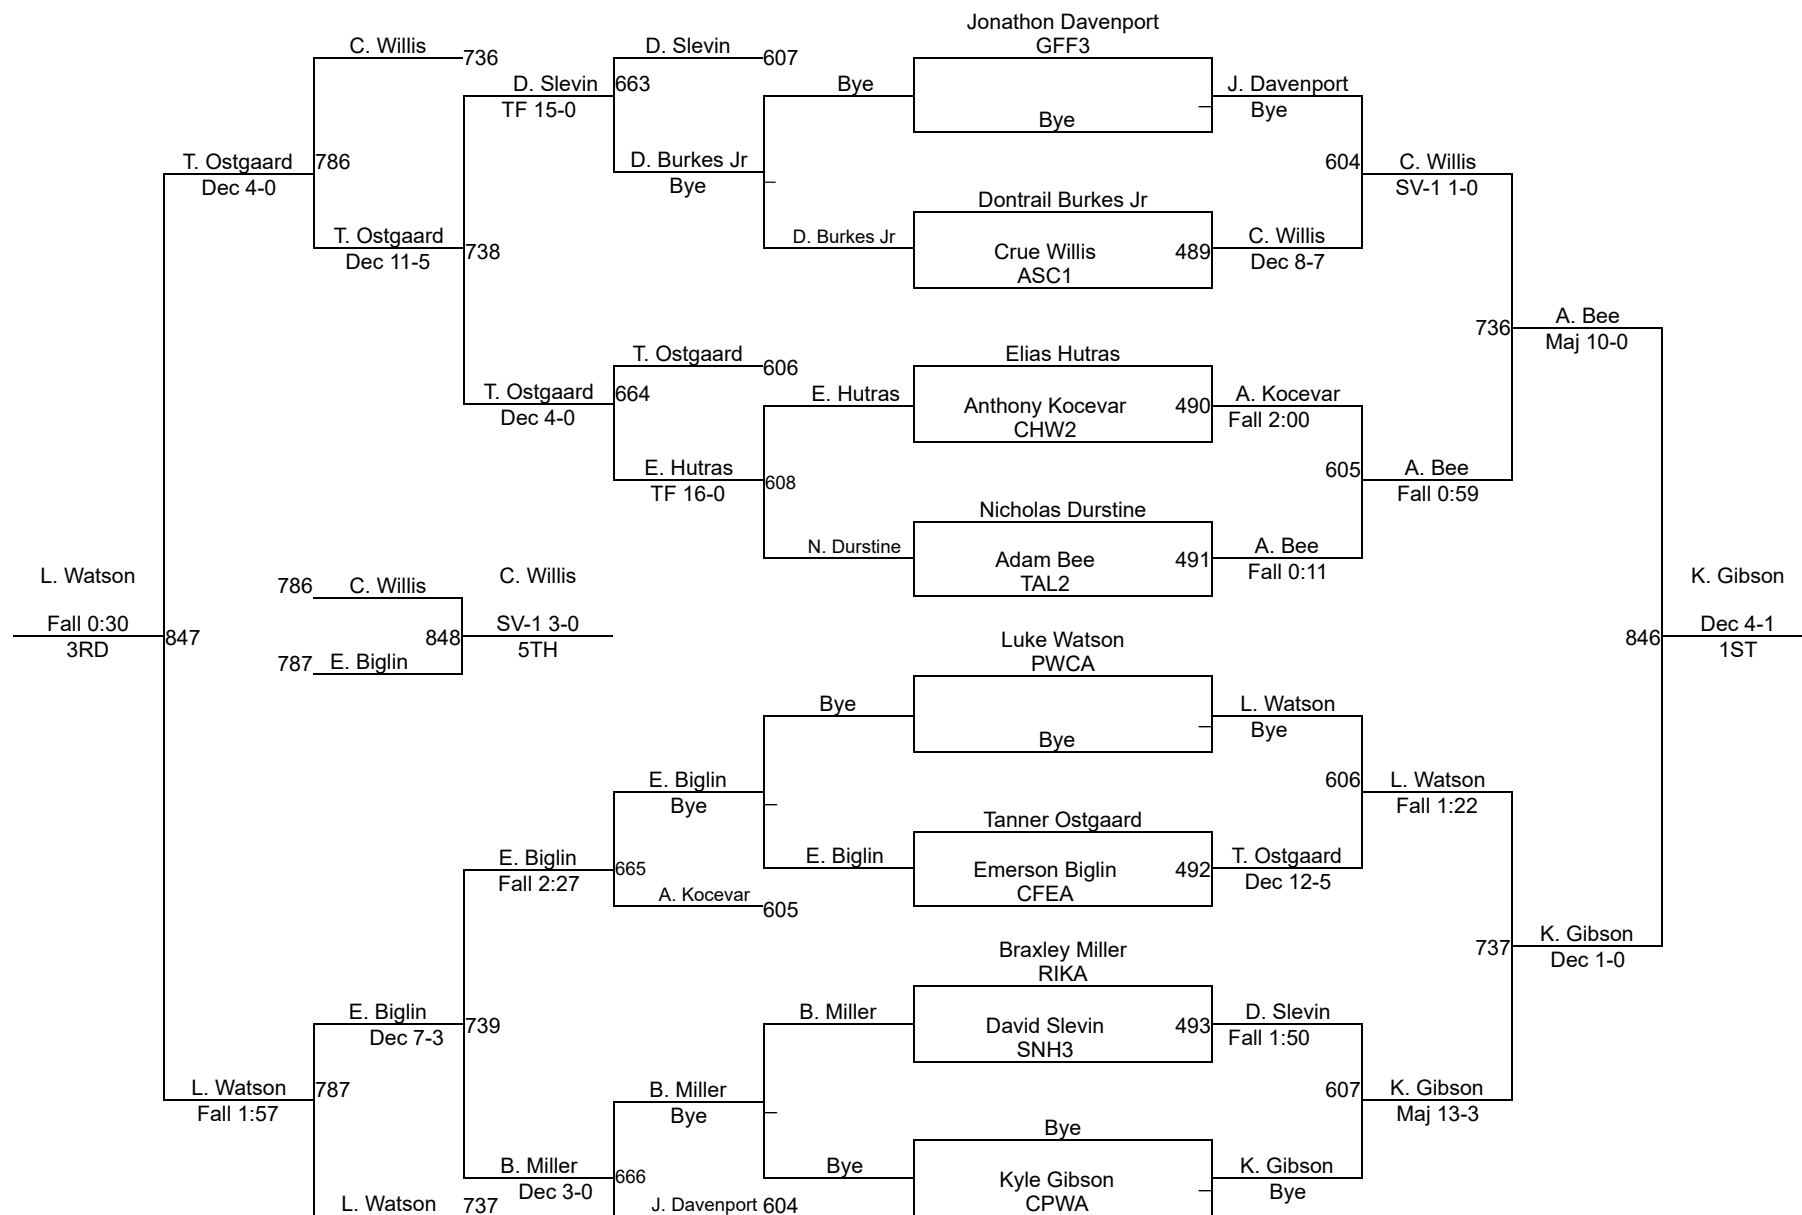 Jonathon Davenport
GFF3
C. Willis
736
D. Slevin
607
D. Slevin
663
TF 15-0
Bye
Bye
J. Davenport
Bye
D. Burkes Jr
Bye
T. Ostgaard
786
Dec 4-0
604
C. Willis
SV-1 1-0
Dontrail Burkes Jr
T. Ostgaard
738
Dec 11-5
D. Burkes Jr
Crue Willis
489
ASC1
C. Willis
Dec 8-7
736
A. Bee
Maj 10-0
T. Ostgaard
606
Elias Hutras
T. Ostgaard
664
Dec 4-0
E. Hutras
Anthony Kocevar
490
CHW2
A. Kocevar
Fall 2:00
E. Hutras
608
TF 16-0
605
A. Bee
Fall 0:59
Nicholas Durstine
N. Durstine
Adam Bee
491
TAL2
A. Bee
Fall 0:11
L. Watson
Fall 0:30
847
3RD
786
C. Willis
C. Willis
848
SV-1 3-0
5TH
787
E. Biglin
K. Gibson
846
Dec 4-1
1ST
Luke Watson
PWCA
Bye
Bye
L. Watson
Bye
E. Biglin
Bye
606
L. Watson
Fall 1:22
Tanner Ostgaard
E. Biglin
665
Fall 2:27
E. Biglin
Emerson Biglin
492
CFEA
T. Ostgaard
Dec 12-5
A. Kocevar
605
737
K. Gibson
Dec 1-0
Braxley Miller
RIKA
E. Biglin
739
Dec 7-3
B. Miller
David Slevin
493
SNH3
D. Slevin
Fall 1:50
L. Watson
787
Fall 1:57
B. Miller
Bye
607
K. Gibson
Maj 13-3
Bye
B. Miller
666
Dec 3-0
Bye
Kyle Gibson
CPWA
K. Gibson
Bye
L. Watson
737
J. Davenport
604